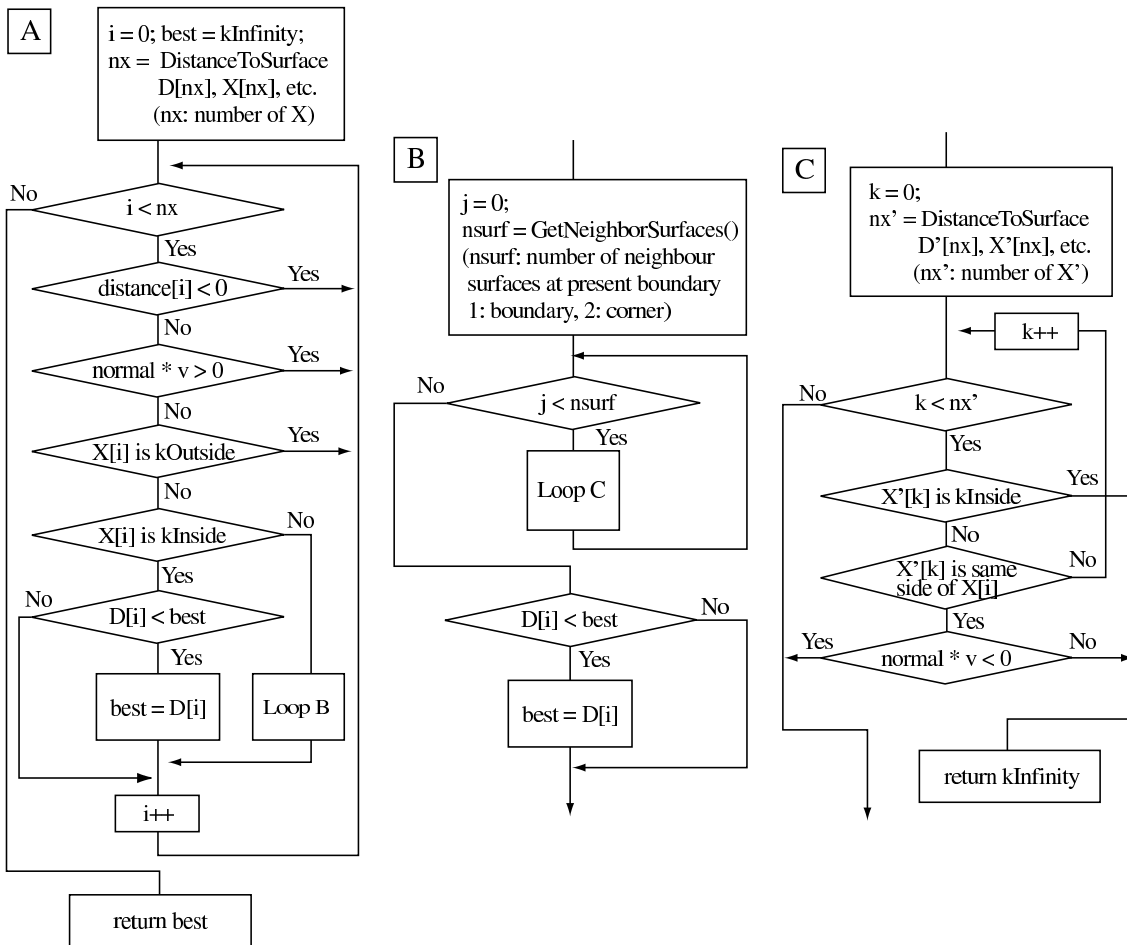 A
i = 0; best = kInfinity;
nx = DistanceToSurface
D[nx], X[nx], etc.
(nx: number of X)
No
i < nx
Yes
distance[i] < 0
Yes
No
normal * v > 0
Yes
No
X[i] is kOutside
Yes
No
X[i] is kInside
No
Yes
No
D[i] < best
Yes
best = D[i]
Loop B
i++
return best
B
j = 0;
nsurf = GetNeighborSurfaces()
(nsurf: number of neighbour
surfaces at present boundary
1: boundary, 2: corner)
No
j < nsurf
Yes
Loop C
D[i] < best
No
Yes
best = D[i]
C
k = 0;
nx’ = DistanceToSurface
D’[nx], X’[nx], etc.
(nx’: number of X’)
k++
No
k < nx’
Yes
X’[k] is kInside
Yes
No
X’[k] is same
side of X[i]
No
Yes
Yes
normal * v < 0
No
return kInfinity